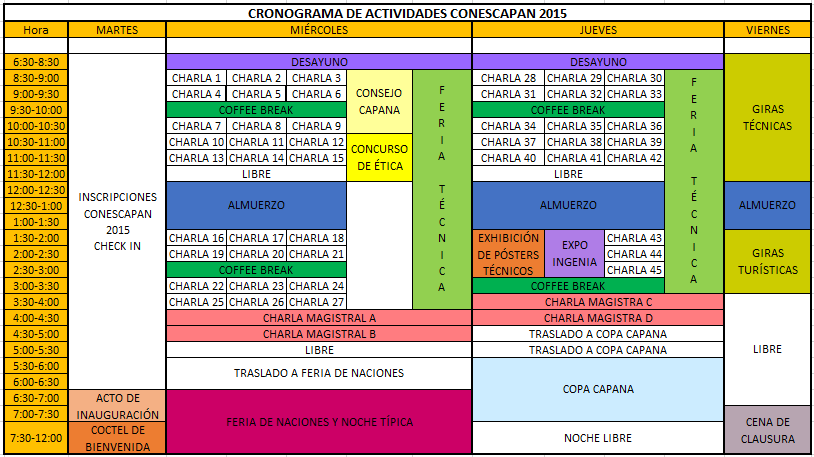 CRONOGRAMA DE ACTIVIDADES CONESCAPAN 2015
Hora MARTES MIÉRCOLES JUEVES VIERNES
6:30-8:30 DESAYUNO DESAYUNO
8:30-9:00 CHARLA 1 CHARLA 2 CHARLA 3 CHARLA 28 CHARLA 29 CHARLA 30
9:00-9:30 CHARLA 4 CHARLA 5 CHARLA 6 CHARLA 31 CHARLA 32 CHARLA 33
9:30-10:00 COFFEE BREAK COFFEE BREAK
10:00-10:30 CHARLA 7 CHARLA 8 CHARLA 9 CHARLA 34 CHARLA 35 CHARLA 36
10:30-11:00 CHARLA 10 CHARLA 11 CHARLA 12 CHARLA 37 CHARLA 38 CHARLA 39
11:00-11:30 CHARLA 13 CHARLA 14 CHARLA 15 CHARLA 40 CHARLA 41 CHARLA 42
11:30-12:00 LIBRE LIBRE
12:00-12:30
12:30-1:00 ALMUERZO ALMUERZO ALMUERZO
1:00-1:30
1:30-2:00 CHARLA 16 CHARLA 17 CHARLA 18 CHARLA 43
2:00-2:30 CHARLA 19 CHARLA 20 CHARLA 21 CHARLA 44
2:30-3:00 COFFEE BREAK CHARLA 45
3:00-3:30 CHARLA 22 CHARLA 23 CHARLA 24 COFFEE BREAK
3:30-4:00 CHARLA 25 CHARLA 26 CHARLA 27 CHARLA MAGISTRA C
4:00-4:30 CHARLA MAGISTRAL A CHARLA MAGISTRA D
4:30-5:00 CHARLA MAGISTRAL B TRASLADO A COPA CAPANA
5:00-5:30 LIBRE TRASLADO A COPA CAPANA
5:30-6:00
6:00-6:30
6:30-7:00
7:00-7:30
7:30-12:00
INSCRIPCIONES
CONESCAPAN
2015
CHECK IN
ACTO DE
INAUGURACIÓN
COCTEL DE
BIENVENIDA
CONSEJO
CAPANA
CONCURSO
DE ÉTICA
FERIA TÉCNICA
TRASLADO A FERIA DE NACIONES
FERIA DE NACIONES Y NOCHE TÍPICA
EXHIBICIÓN
DE PÓSTERS
TÉCNICOS
EXPO
INGENIA
FERIA TÉCNICA
COPA CAPANA
NOCHE LIBRE
GIRAS
TÉCNICAS
GIRAS
TURÍSTICAS
LIBRE
CENA DE
CLAUSURA